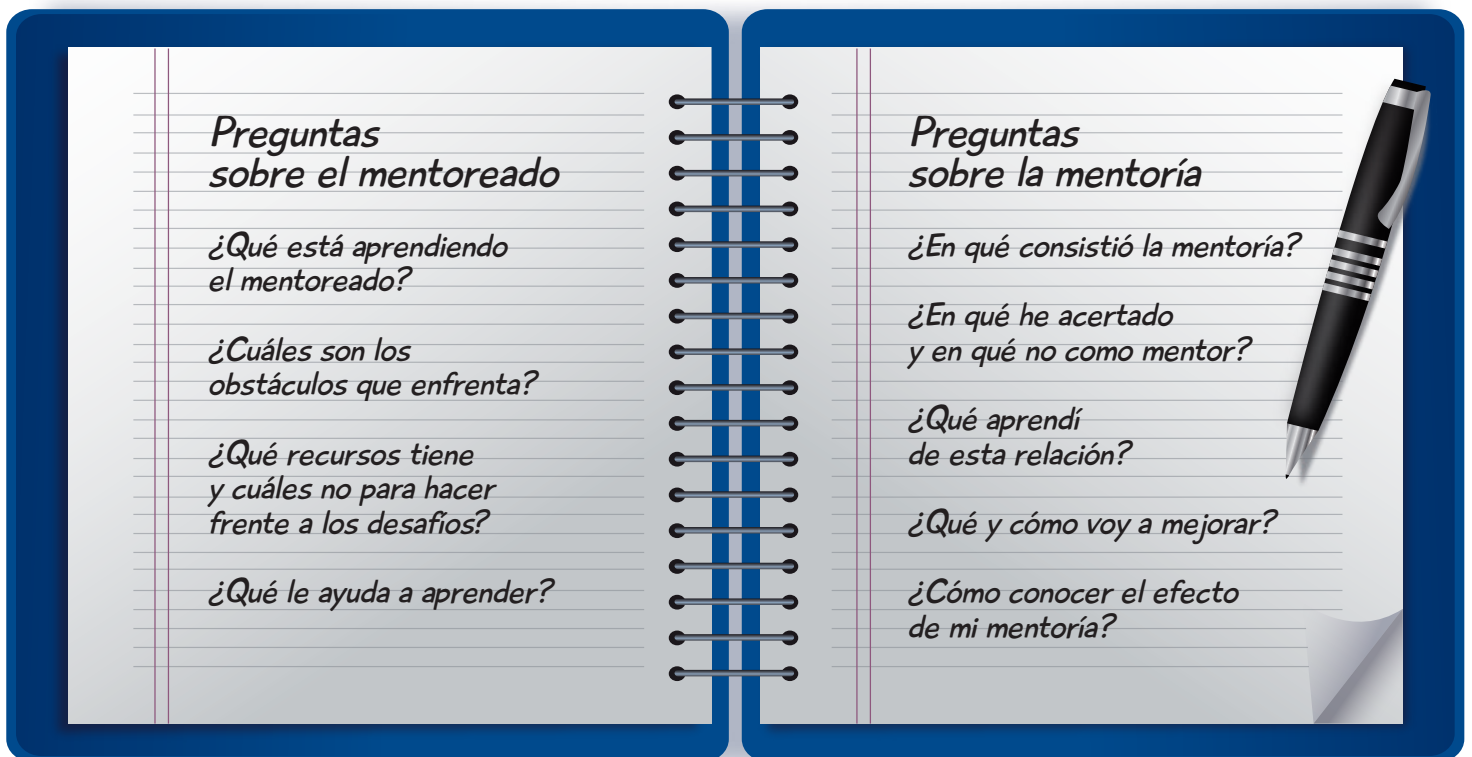 Preguntas
sobre el mentoreado
¿Qué está aprendiendo
el mentoreado?
¿Cuáles son los
obstáculos que enfrenta?
¿Qué recursos tiene
y cuáles no para hacer
frente a los desafíos?
¿Qué le ayuda a aprender?
Preguntas
sobre la mentoría
¿En qué consistió la mentoría?
¿En qué he acertado
y en qué no como mentor?
¿Qué aprendí
de esta relación?
¿Qué y cómo voy a mejorar?
¿Cómo conocer el efecto
de mi mentoría?